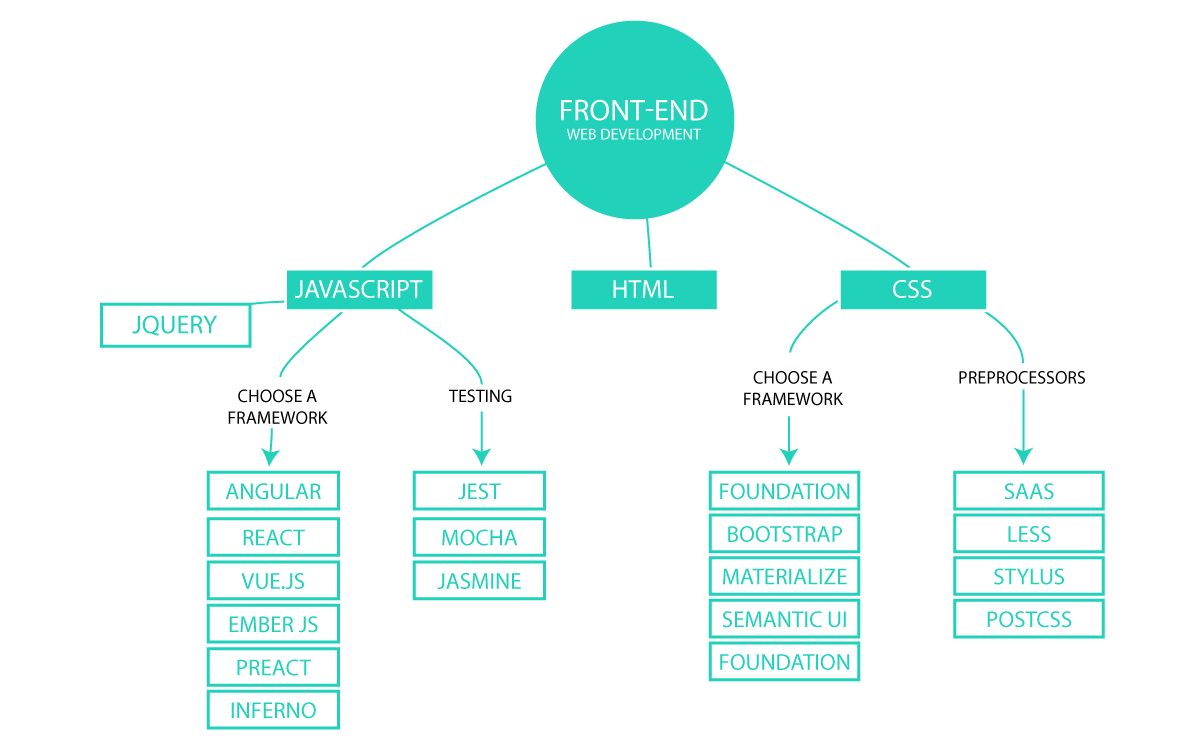 FRONT-END
WEB DEVELOPMENT
JAVASCRIPT
HTML
CSS
JQUERY
CHOOSE A
FRAMEWORK
ANGULAR
REACT
VUE.JS
EMBER JS
PREACT
INFERNO
TESTING
JEST
MOCHA
JASMINE
CHOOSE A
FRAMEWORK
FOUNDATION
BOOTSTRAP
MATERIALIZE
SEMANTIC UI
FOUNDATION
PREPROCESSORS
SAAS
LESS
STYLUS
POSTCSS